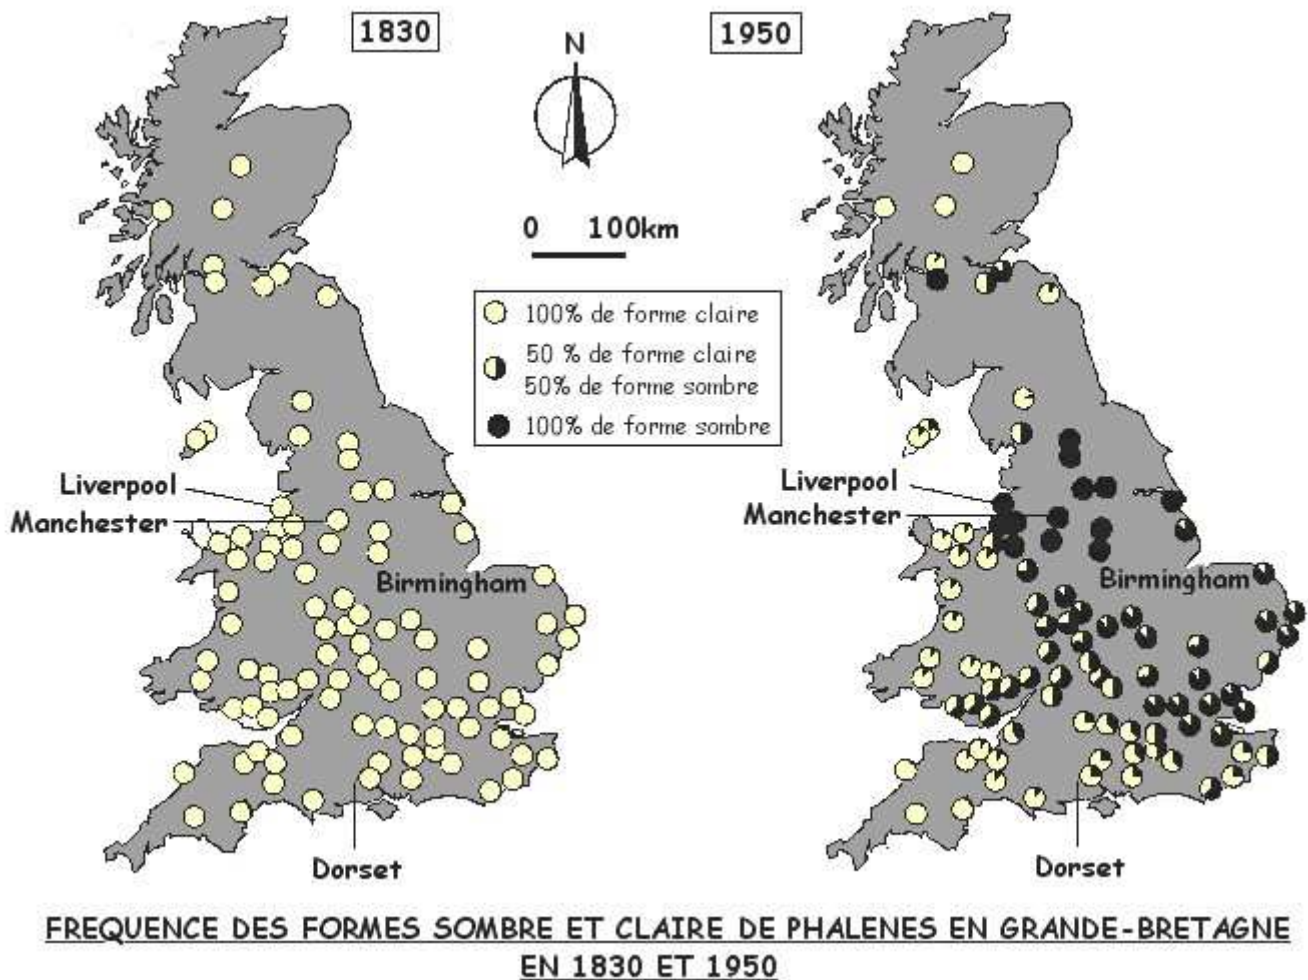 1830
1950
N
0 100km
100% de forme claire
50 % de forme claire
50% de forme sombre
100% de forme sombre
Liverpool
Manchester
Birmingham
Dorset
Liverpool
Manchester
Birmingham
Dorset
FREQUENCE DES FORMES SOMBRE ET CLAIRE DE PHALENES EN GRANDE-BRETAGNE
EN 1830 ET 1950